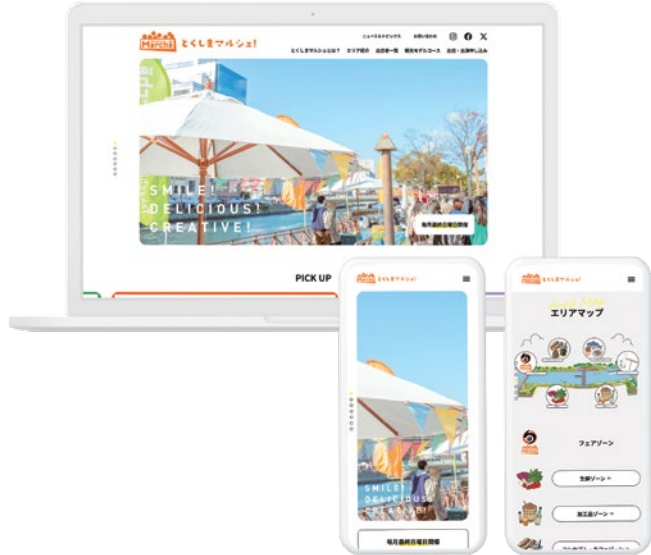 Marché
とくしまマルシェ!
ニュース&トピックス お問い合わせ
とくしまマルシェとは? エリア紹介 出店者一覧 観光モデルコース 出店・出演申し込み
SMILE!
DELICIOUS!
CREATIVE!
毎月最終日曜日開催
PICK UP
Marché
とくしまマルシェ!
SMILE!
DELICIOUS!
CREATIVE!
毎月最終日曜日開催
Marché
とくしまマルシェ!
エリアマップ
フェアゾーン
生鮮ゾーン
加工品ゾーン